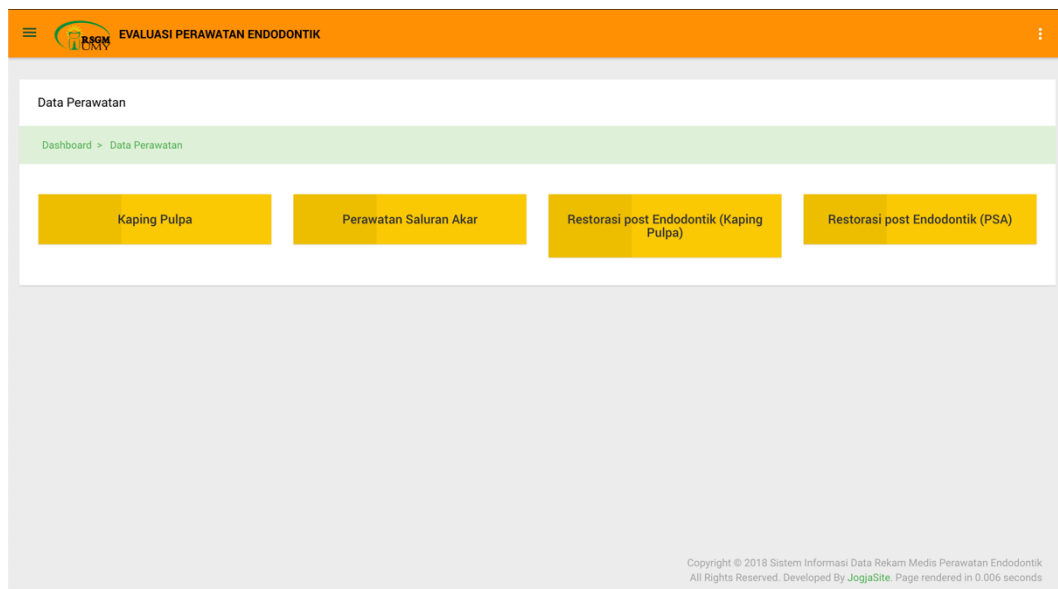 RSGM
UMY
EVALUASI PERAWATAN ENDODONTIK
Data Perawatan
Dashboard > Data Perawatan
Kaping Pulpa
Perawatan Saluran Akar
Restorasi post Endodontik (Kaping
Pulpa)
Restorasi post Endodontik (PSA)
Copyright © 2018 Sistem Informasi Data Rekam Medis Perawatan Endodontik
All Rights Reserved. Developed By JogjaSite. Page rendered in 0.006 seconds